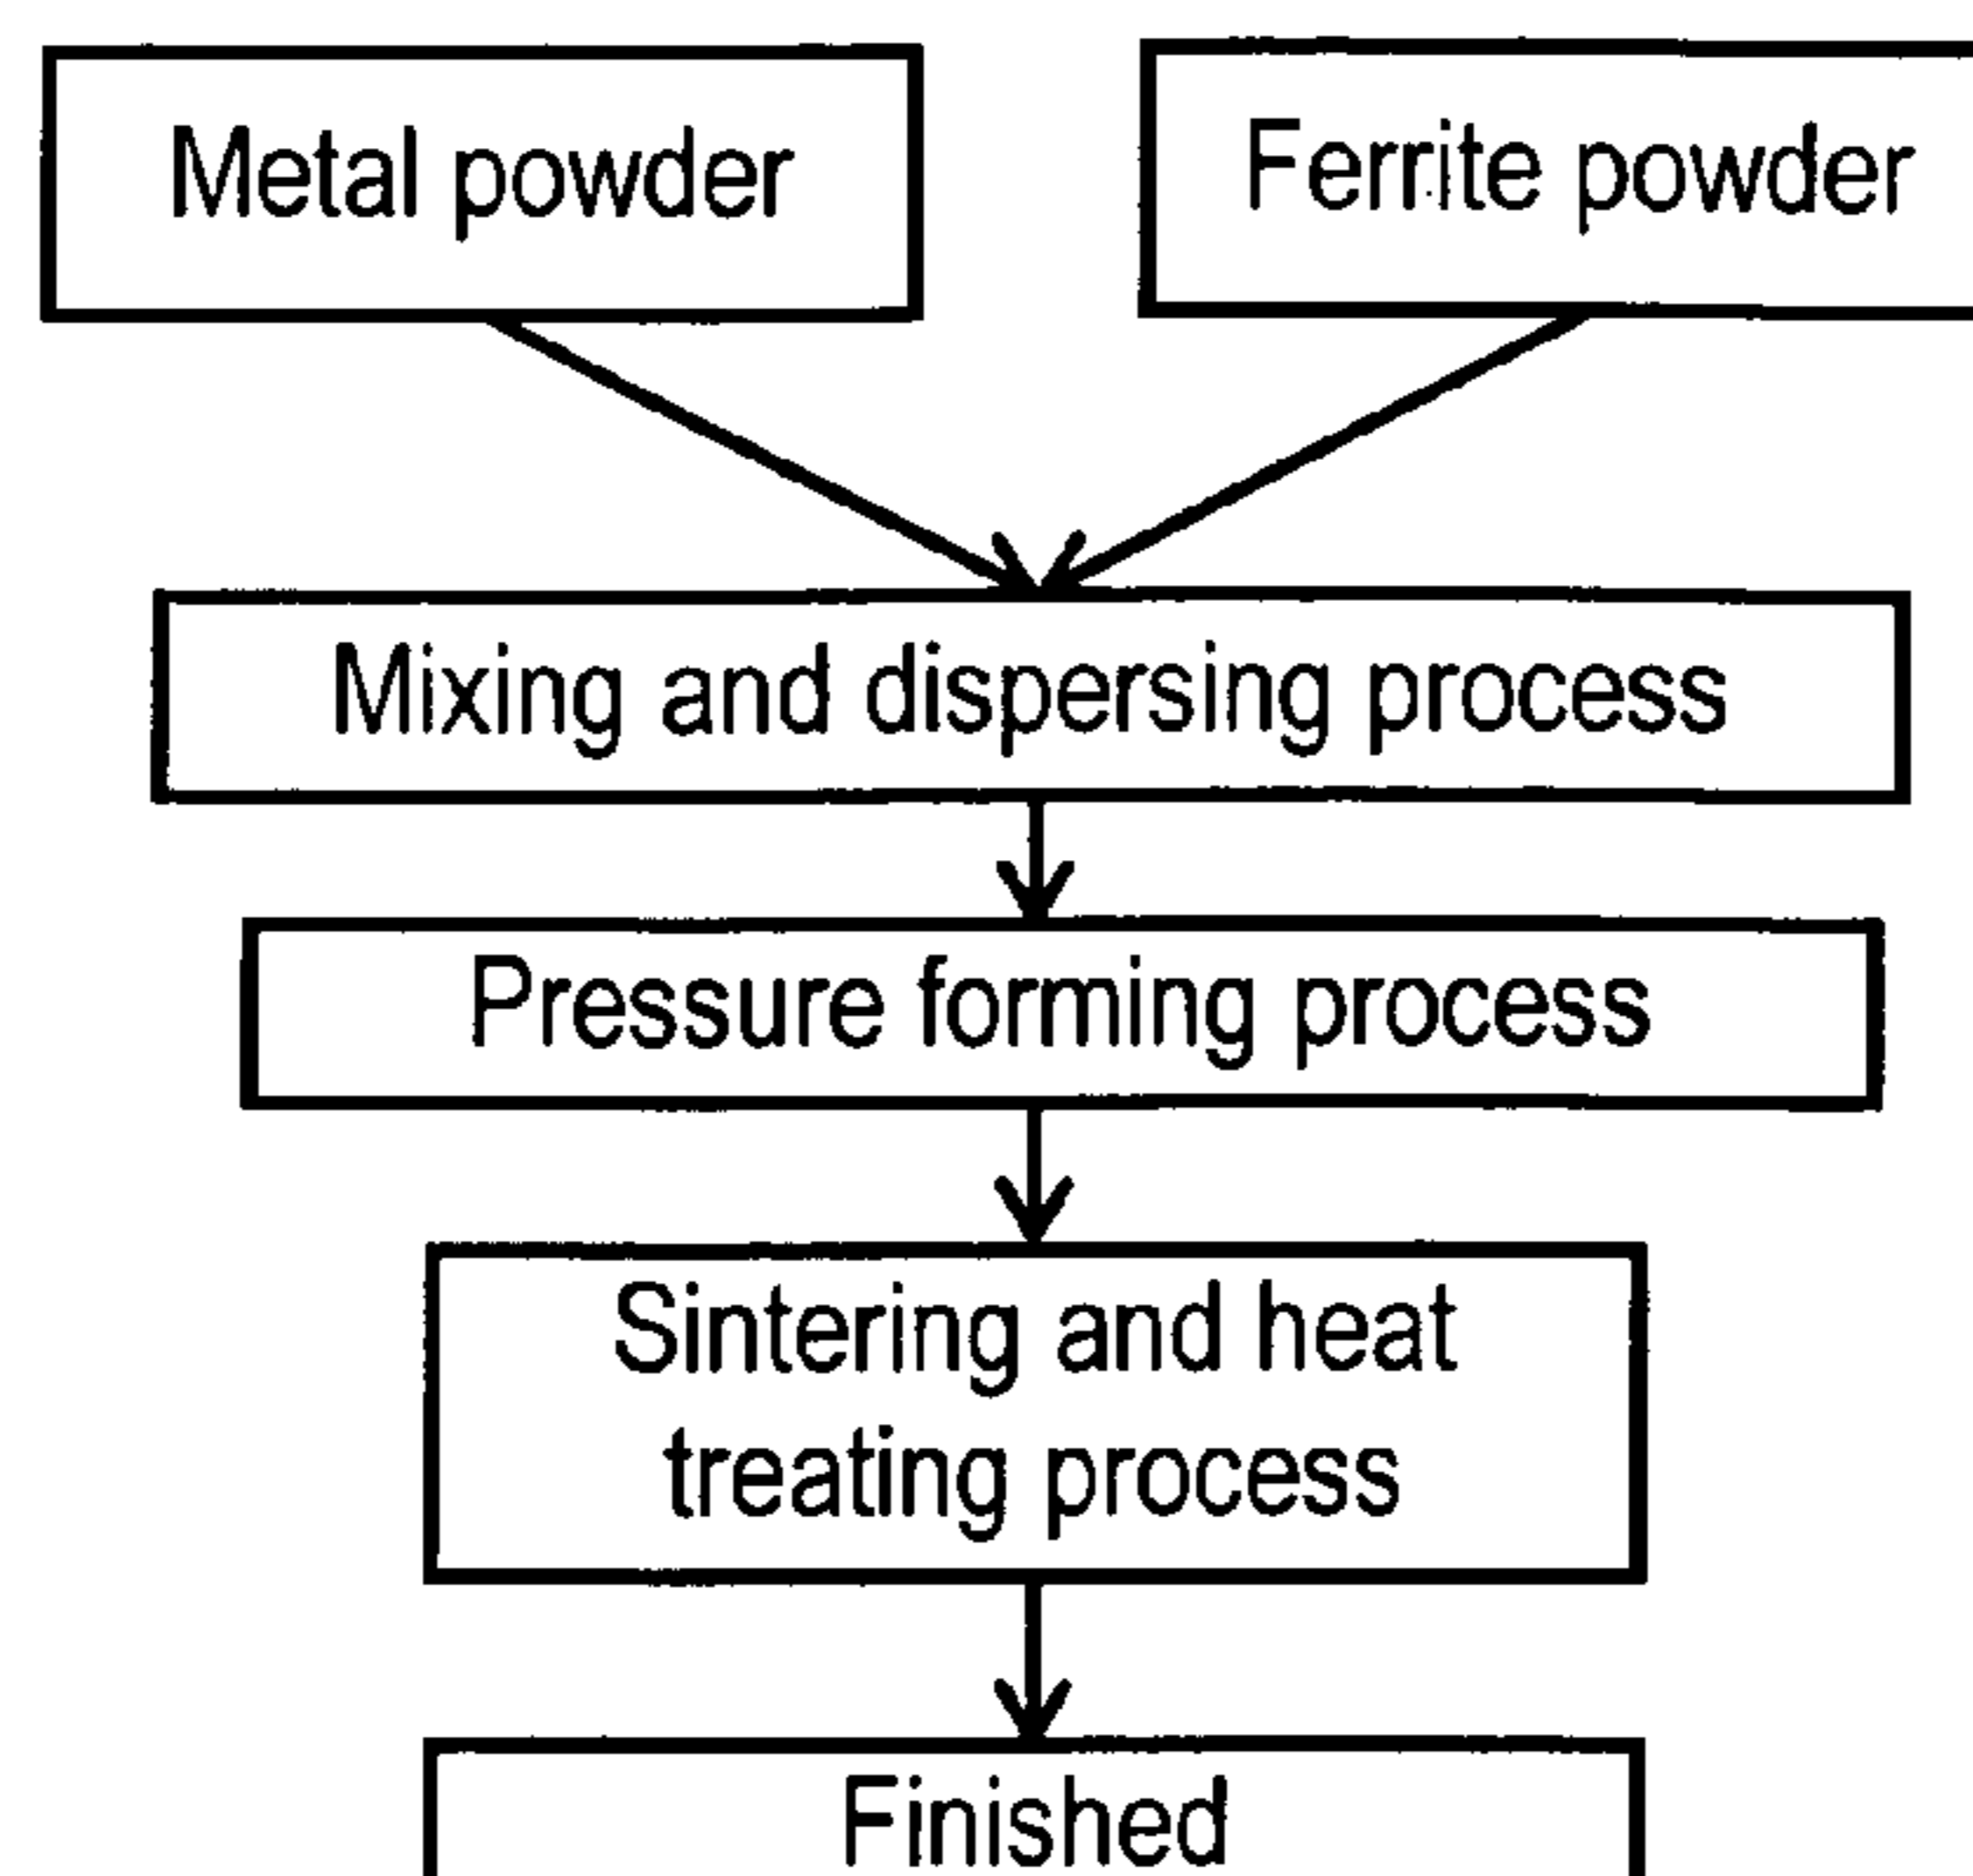 Metal powder
Ferrite powder
Mixing and dispersing process
Pressure forming process
Sintering and heat
treating process
Finished